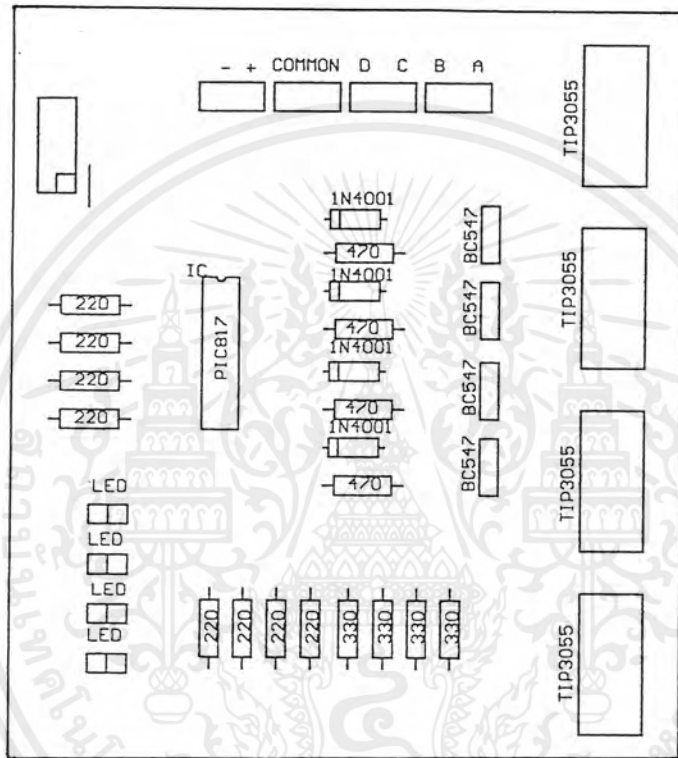 - + COMMON D C B A
TIP3055
1N4001
470
BC547
IC
1N4001
PIC817
220
220
220
220
470
BC547
TIP3055
1N4001
470
BC547
1N4001
470
BC547
TIP3055
LED
LED
LED
LED
220
220
220
220
330
330
330
330
TIP3055